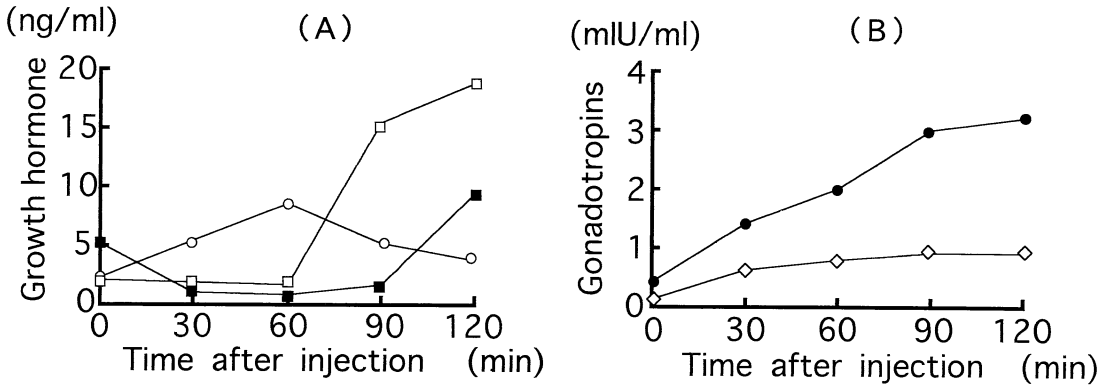 (ng/ml)
(A)
Growth hormone
20
15
10
5
0
0 30 60 90 120
Time after injection (min)
(mIU/ml)
(B)
Gonadotropins
4
3
2
1
0
0 30 60 90 120
Time after injection (min)